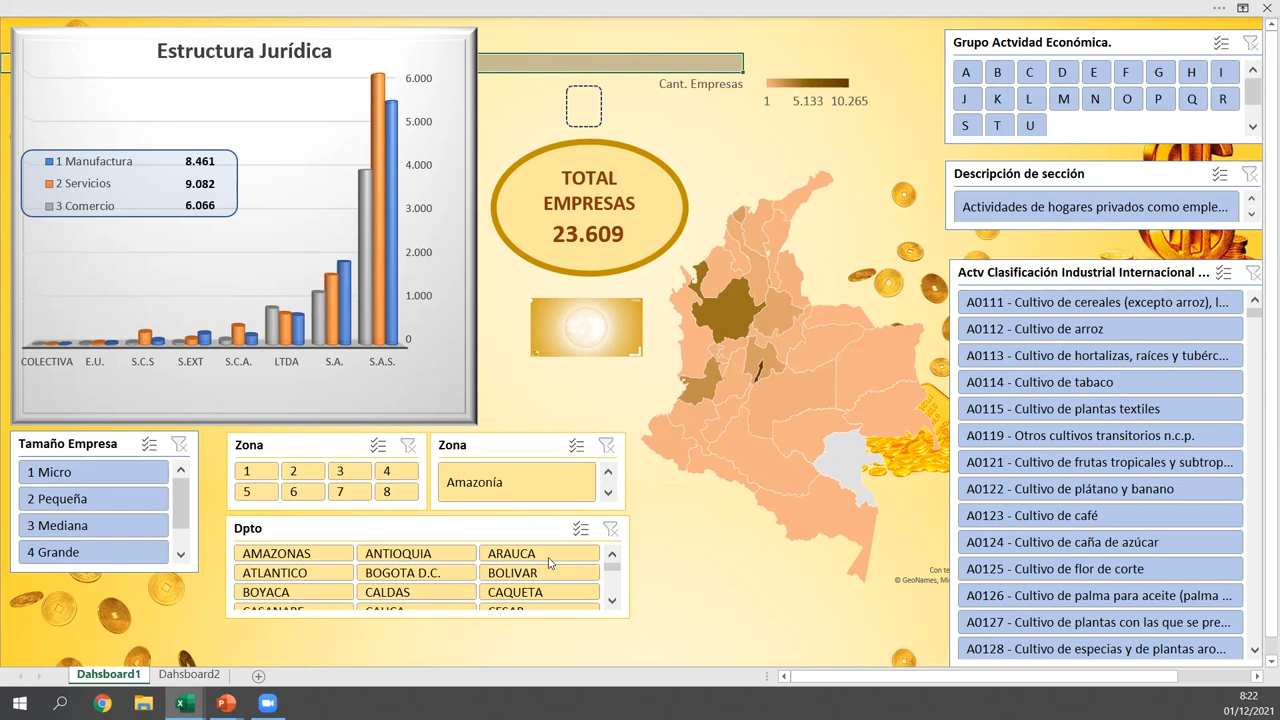 Estructura Jurídica
6.000
5.000
4.000
3.000
2.000
1.000
0
1 Manufactura 8.461
2 Servicios 9.082
3 Comercio 6.066
COLECTIVA E.U. S.C.S S.EXT S.C.A. LTDA S.A. S.A.S.
Cant. Empresas
1 5.133 10.265
TOTAL
EMPRESAS
23.609
Grupo Actvidad Económica.
A B C D E F G H I
J K L M N O P Q R
S T U
Descripción de sección
Actividades de hogares privados como emple...
Actv Clasificación Industrial Internacional ...
A0111 - Cultivo de cereales (excepto arroz), l...
A0112 - Cultivo de arroz
A0113 - Cultivo de hortalizas, raíces y tubérc...
A0114 - Cultivo de tabaco
A0115 - Cultivo de plantas textiles
A0119 - Otros cultivos transitorios n.c.p.
A0121 - Cultivo de frutas tropicales y subtrop...
A0122 - Cultivo de plátano y banano
A0123 - Cultivo de café
A0124 - Cultivo de caña de azúcar
A0125 - Cultivo de flor de corte
A0126 - Cultivo de palma para aceite (palma ...
A0127 - Cultivo de plantas con las que se pre...
A0128 - Cultivo de especias y de plantas aro...
Tamaño Empresa
1 Micro
2 Pequeña
3 Mediana
4 Grande
Zona
1 2 3 4
5 6 7 8
Zona
Amazonía
Dpto
AMAZONAS ANTIOQUIA ARAUCA
ATLANTICO BOGOTA D.C. BOLIVAR
BOYACA CALDAS CAQUETA
CASANARE CAUCA CESAR
Con te
© GeoNames, Mi
Dahsboard1 Dahsboard2
8:22
01/12/2021